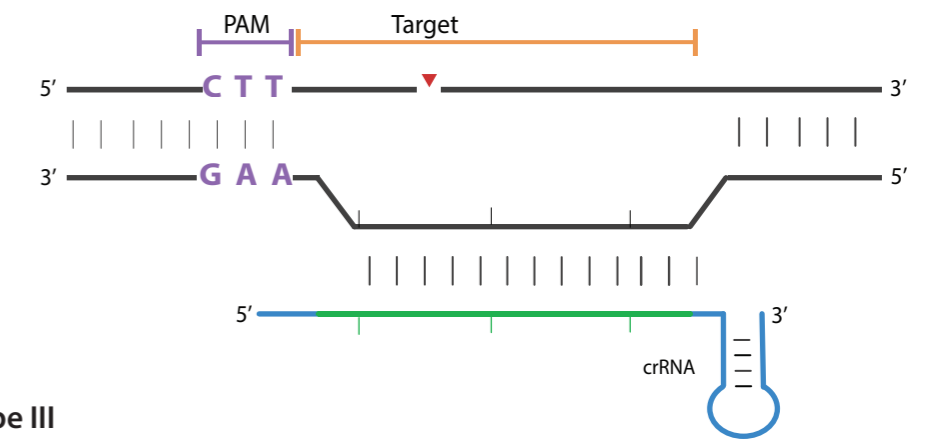 PAM Target
5′ C T T 3′
3′ G A A 5′
5′ 3′
crRNA
pe III